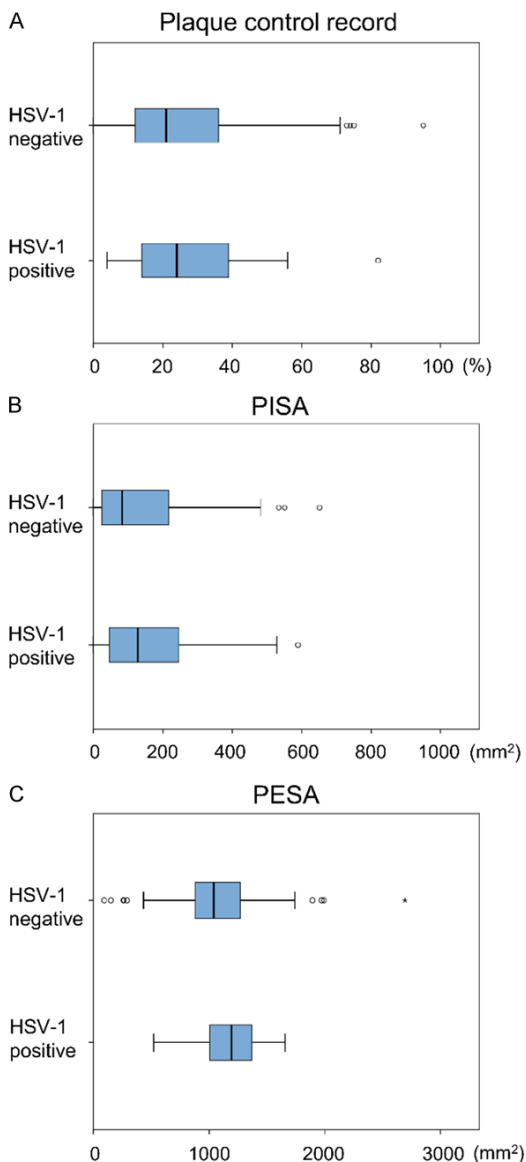 A
Plaque control record
HSV-1
negative
HSV-1
positive
0 20 40 60 80 100 (%)
B
PISA
HSV-1
negative
HSV-1
positive
0 200 400 600 800 1000 (mm²)
C
PESA
HSV-1
negative
HSV-1
positive
0 1000 2000 3000 (mm²)